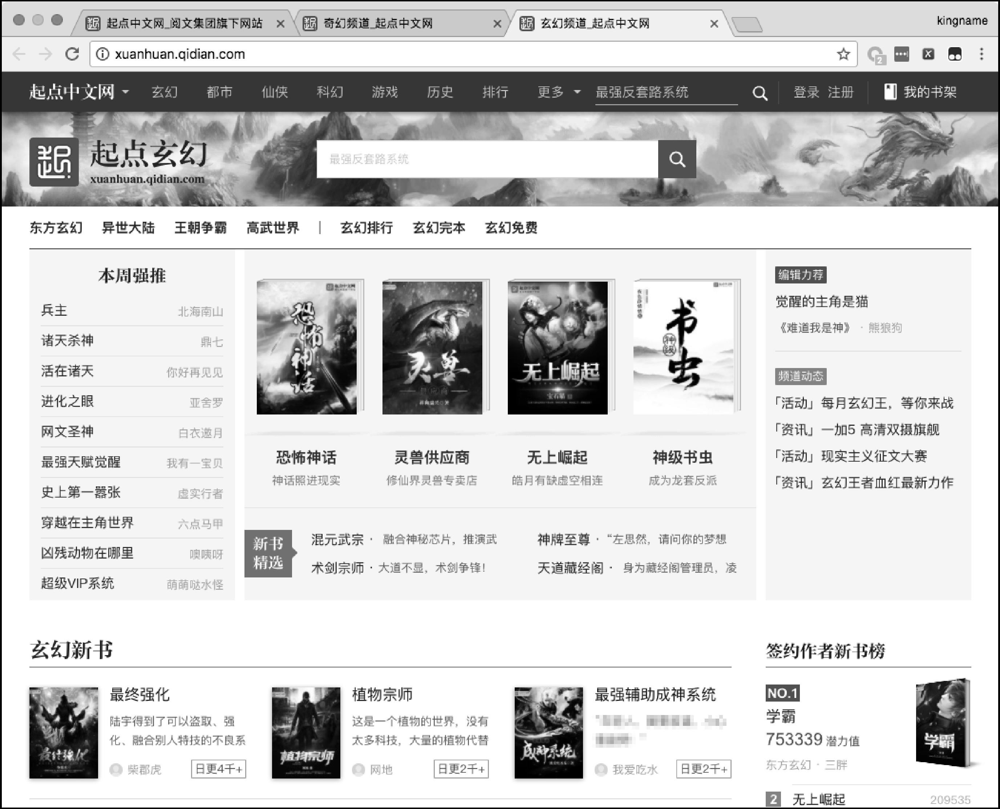 起点中文网_阅文集团旗下网站
奇幻频道_起点中文网
玄幻频道_起点中文网
kingname
xuanhuan.qidian.com
2
起点中文网 玄幻 都市 仙侠 科幻 游戏 历史 排行 更多 最强反套路系统 登录 注册 我的书架
起点玄幻
xuanhuan.qidian.com
最强反套路系统
东方玄幻 异世大陆 王朝争霸 高武世界 | 玄幻排行 玄幻完本 玄幻免费
本周强推
兵主 北海南山
诸天杀神 鼎七
活在诸天 你好再见见
进化之眼 亚舍罗
网文圣神 白衣邀月
最强天赋觉醒 我有一宝贝
史上第一嚣张 虚实行者
穿越在主角世界 六点马甲
凶残动物在哪里 噢咦呀
超级VIP系统 萌萌哒水怪
恐怖神话
灵兽
供应商
无上崛起
宝石猫
书虫
神级
恐怖神话
神话照进现实
灵兽供应商
修仙界灵兽专卖店
无上崛起
皓月有缺虚空相连
神级书虫
成为龙套反派
新书
精选
混元武宗 · 融合神秘芯片，推演武
神牌至尊 · “左思然，请问你的梦想
术剑宗师 · 大道不显，术剑争锋！
天道藏经阁 · 身为藏经阁管理员，凌
编辑力荐
觉醒的主角是猫
《难道我是神》 · 熊狼狗
频道动态
「活动」每月玄幻王，等你来战
「资讯」一加5 高清双摄旗舰
「活动」现实主义征文大赛
「资讯」玄幻王者血红最新力作
玄幻新书
最终强化
最终强化
陆宇得到了可以盗取、强
化、融合别人特技的不良系
柴郡虎 日更4千+
植物宗师
植物宗师
这是一个植物的世界，没有
太多科技，大量的植物代替
网地 日更2千+
成神系统
最强辅助成神系统
我爱吃水 日更2千+
签约作者新书榜
NO.1
学霸
753339 潜力值
东方玄幻 · 三胖
学霸
2 无上崛起 209535